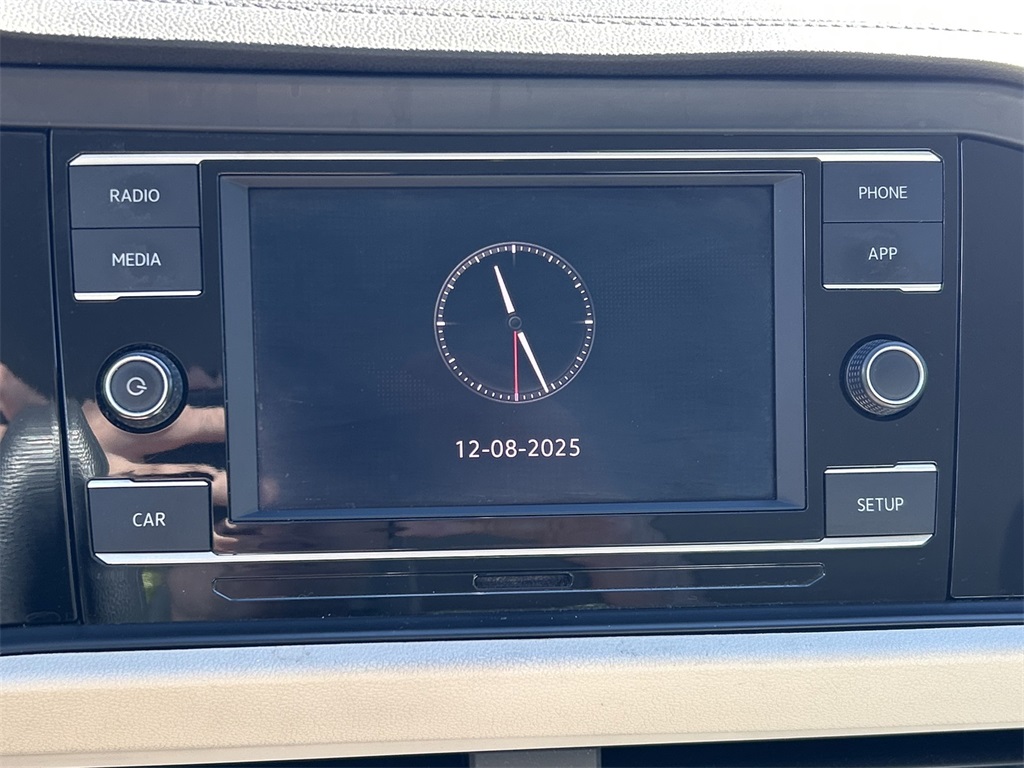 RADIO
MEDIA
PHONE
APP
12-08-2025
CAR
SETUP